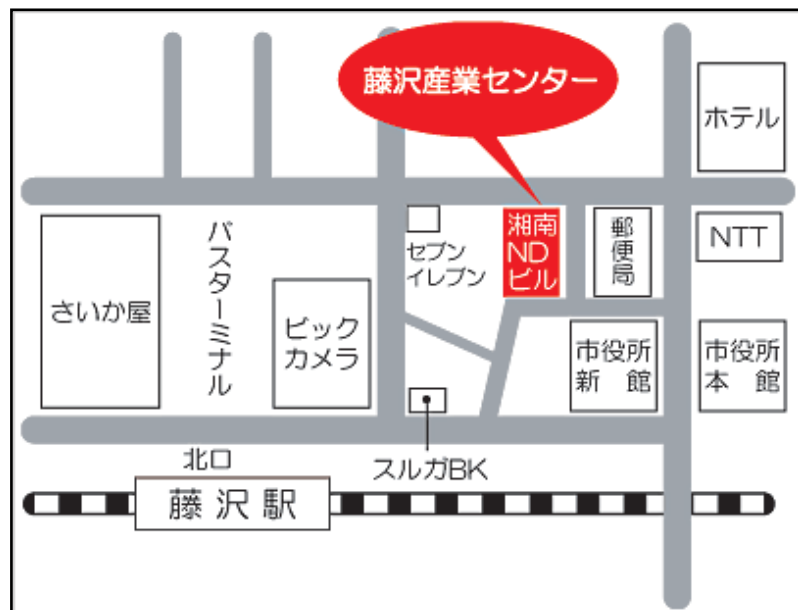 藤沢産業センター
ホテル
さいか屋
バスターミナル
ビック
カメラ
セブン
イレブン
湘南
ND
ビル
郵便局
NTT
市役所
新館
市役所
本館
スルガBK
北口
藤沢駅